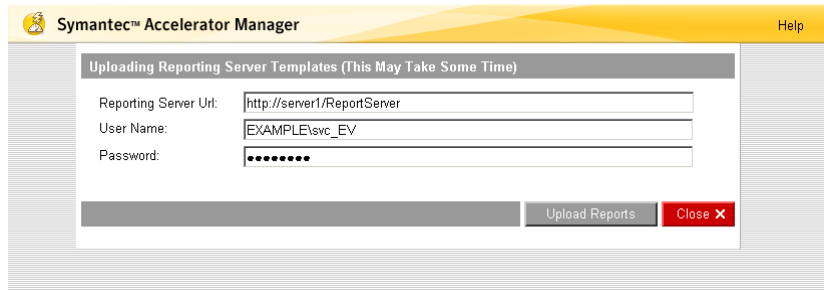 Symantec™ Accelerator Manager
Help
Uploading Reporting Server Templates (This May Take Some Time)
Reporting Server Url: http://server1/ReportServer
User Name: EXAMPLE\svc_EV
Password: ●●●●●●●●
Upload Reports Close ✕